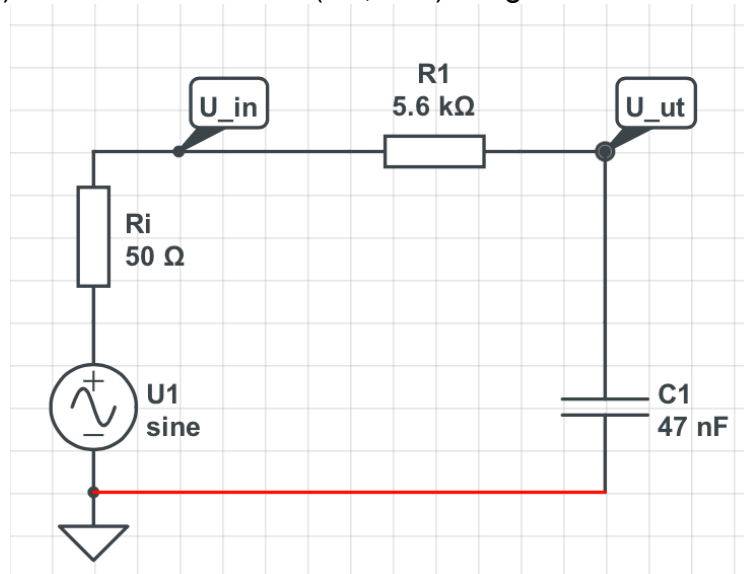 R1
5.6 kΩ
U_in
U_ut
Ri
50 Ω
U1
sine
C1
47 nF